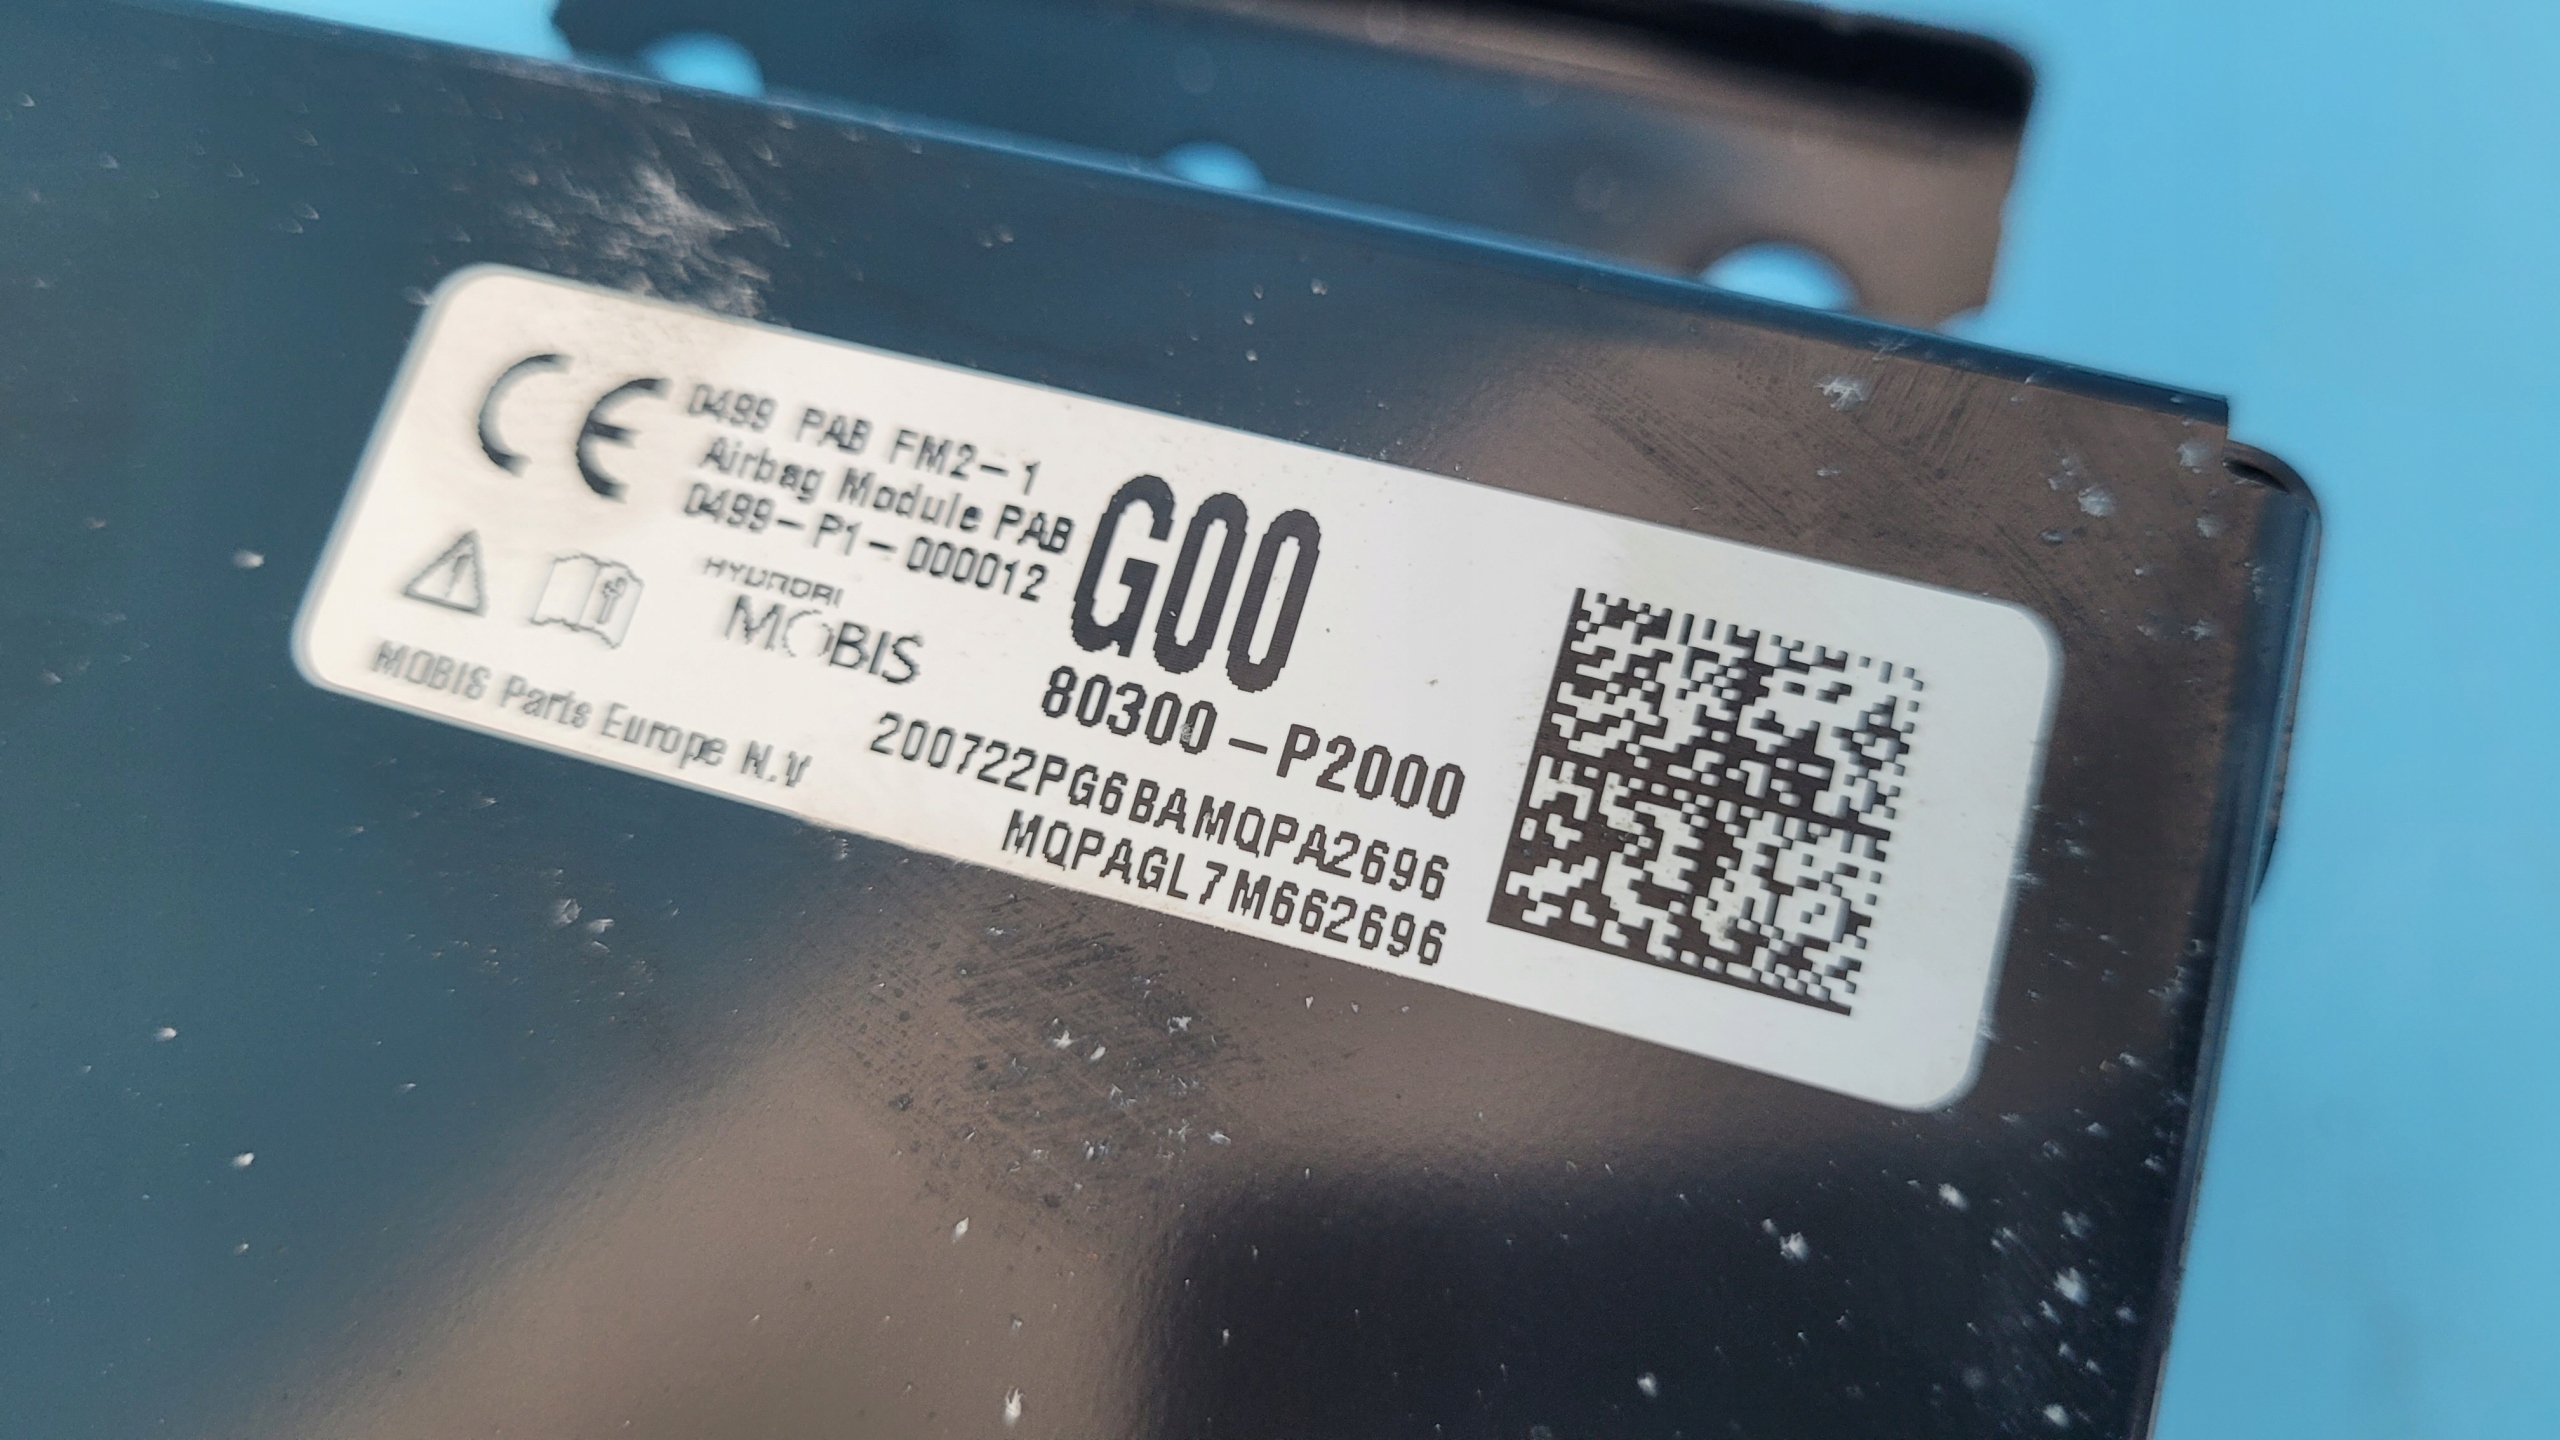 CE 0499 PAB FM2-1
Airbag Module PAB
0499-P1-000012
G00
HYUNDAI
MOBIS
80300-P2000
MOBIS Parts Europe N.V
200722PG6BAMQPA2696
MQPAGL7M662696